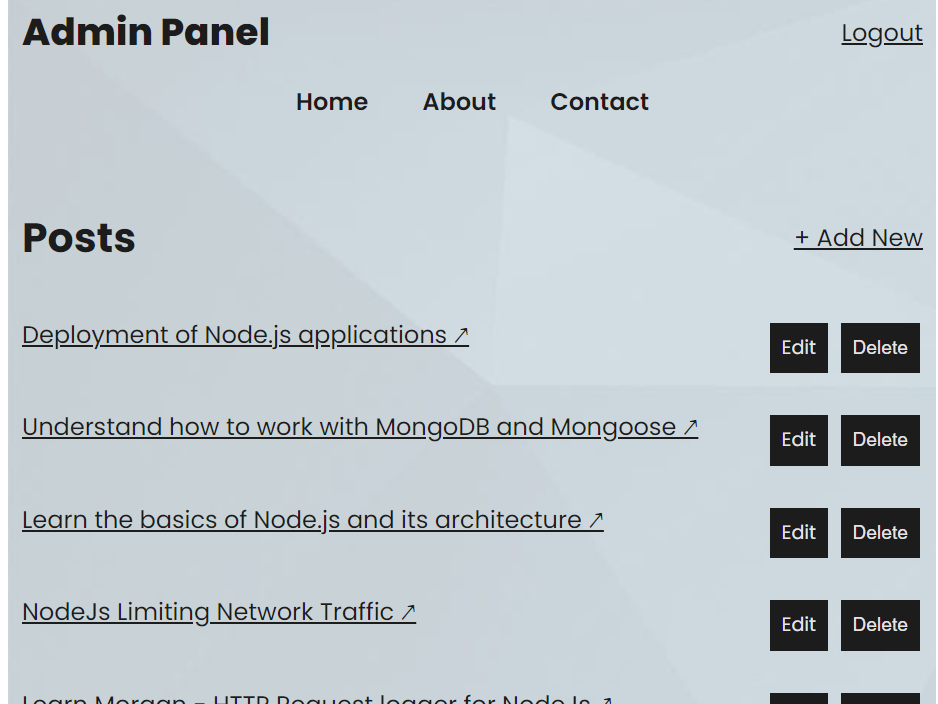 Admin Panel Logout
Home About Contact
Posts + Add New
Deployment of Node.js applications ↗ Edit Delete
Understand how to work with MongoDB and Mongoose ↗ Edit Delete
Learn the basics of Node.js and its architecture ↗ Edit Delete
NodeJs Limiting Network Traffic ↗ Edit Delete
Learn Morgan - HTTP Request logger for NodeJs ↗